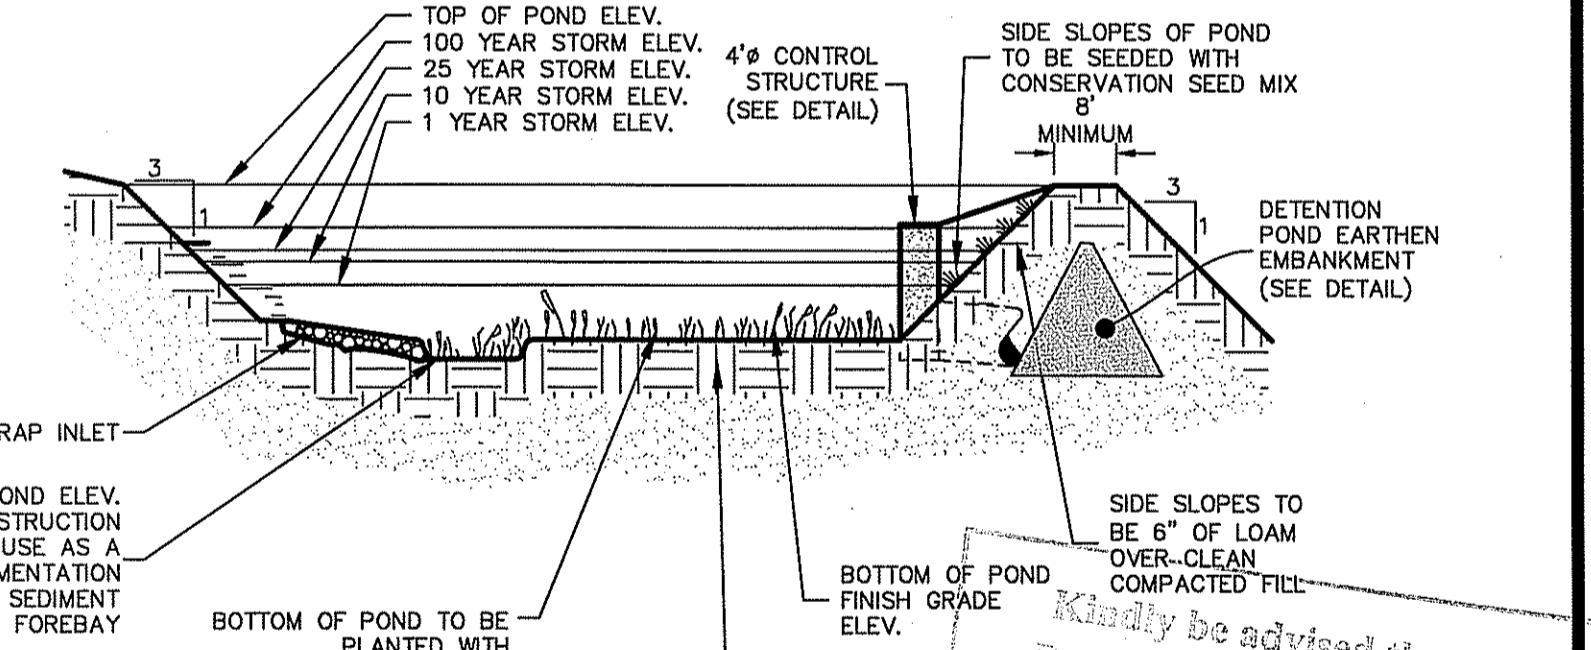 TOP OF POND ELEV.
100 YEAR STORM ELEV.
25 YEAR STORM ELEV.
10 YEAR STORM ELEV.
1 YEAR STORM ELEV.
4'ø CONTROL
STRUCTURE
(SEE DETAIL)
SIDE SLOPES OF POND
TO BE SEEDED WITH
CONSERVATION SEED MIX
8'
MINIMUM
3
1
3
1
DETENTION
POND EARTHEN
EMBANKMENT
(SEE DETAIL)
RAP INLET
OND ELEV.
STRUCTION
USE AS A
MENTATION
SEDIMENT
FOREBAY
BOTTOM OF POND TO BE
PLANTED WITH
BOTTOM OF POND
FINISH GRADE
ELEV.
SIDE SLOPES TO
BE 6" OF LOAM
OVER CLEAN
COMPACTED FILL
Kindly be advised th